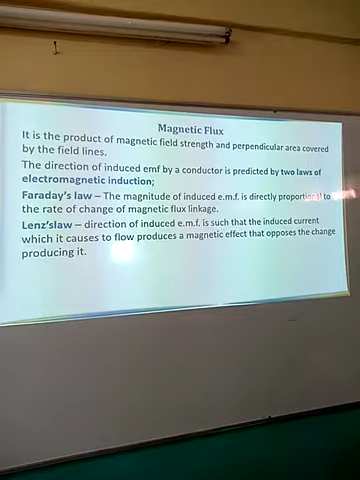 Magnetic Flux
It is the product of magnetic field strength and perpendicular area covered
by the field lines.
The direction of induced emf by a conductor is predicted by two laws of
electromagnetic induction;
Faraday's law – The magnitude of induced e.m.f. is directly proportional to
the rate of change of magnetic flux linkage.
Lenz'slaw – direction of induced e.m.f. is such that the induced current
which it causes to flow produces a magnetic effect that opposes the change
producing it.